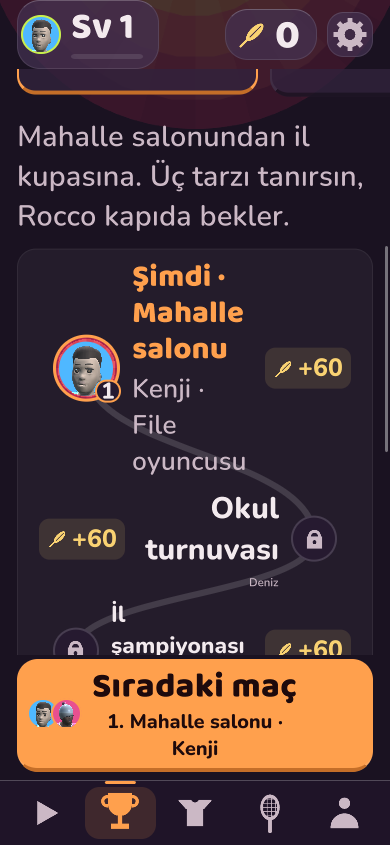 Sv 1
0
Mahalle salonundan il
kupasına. Üç tarzı tanırsın,
Rocco kapıda bekler.
Şimdi ·
Mahalle
salonu
Kenji ·
File
oyuncusu
1
+60
Okul
turnuvası
Deniz
+60
İl
şampiyonası
+60
Sıradaki maç
1. Mahalle salonu ·
Kenji